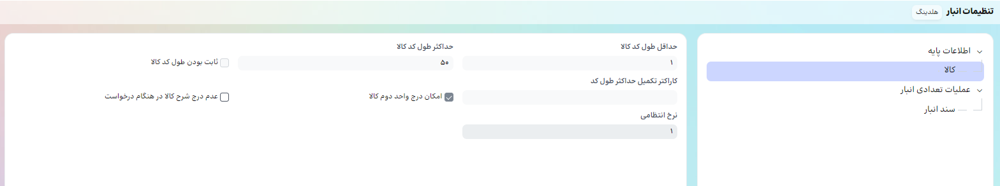 تنظیمات انبار هلدینگ
اطلاعات پایه
کالا
عملیات تعدادی انبار
سند انبار
حداقل طول کد کالا
۱
حداکثر طول کد کالا
۵۰
ثابت بودن طول کد کالا
کاراکتر تکمیل حداکثر طول کد
امکان درج واحد دوم کالا
عدم درج شرح کالا در هنگام درخواست
نرخ انتظامی
۱